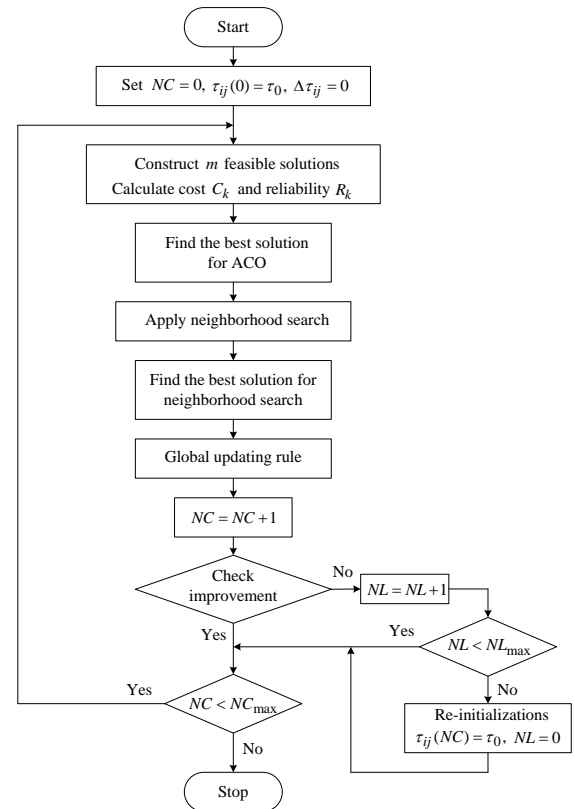 Start
Set NC = 0, τij(0) = τ0, Δτij = 0
Construct m feasible solutions
Calculate cost Ck and reliability Rk
Find the best solution
for ACO
Apply neighborhood search
Find the best solution for
neighborhood search
Global updating rule
NC = NC + 1
Check
improvement
No
NL = NL + 1
Yes
Yes
NL < NLmax
No
Yes
NC < NCmax
Re-initializations
τij(NC) = τ0, NL = 0
No
Stop